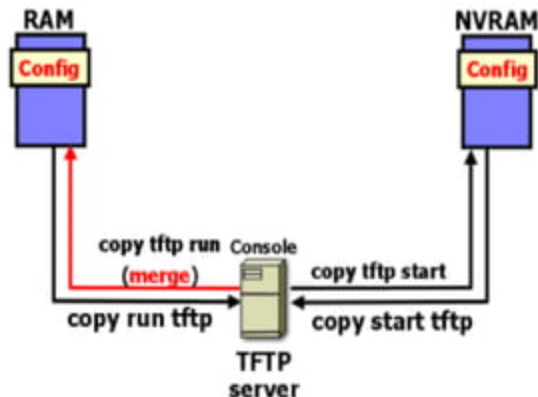 RAM
NVRAM
Config
Config
copy tftp run
(merge)
Console
copy tftp start
copy run tftp
copy start tftp
TFTP
server